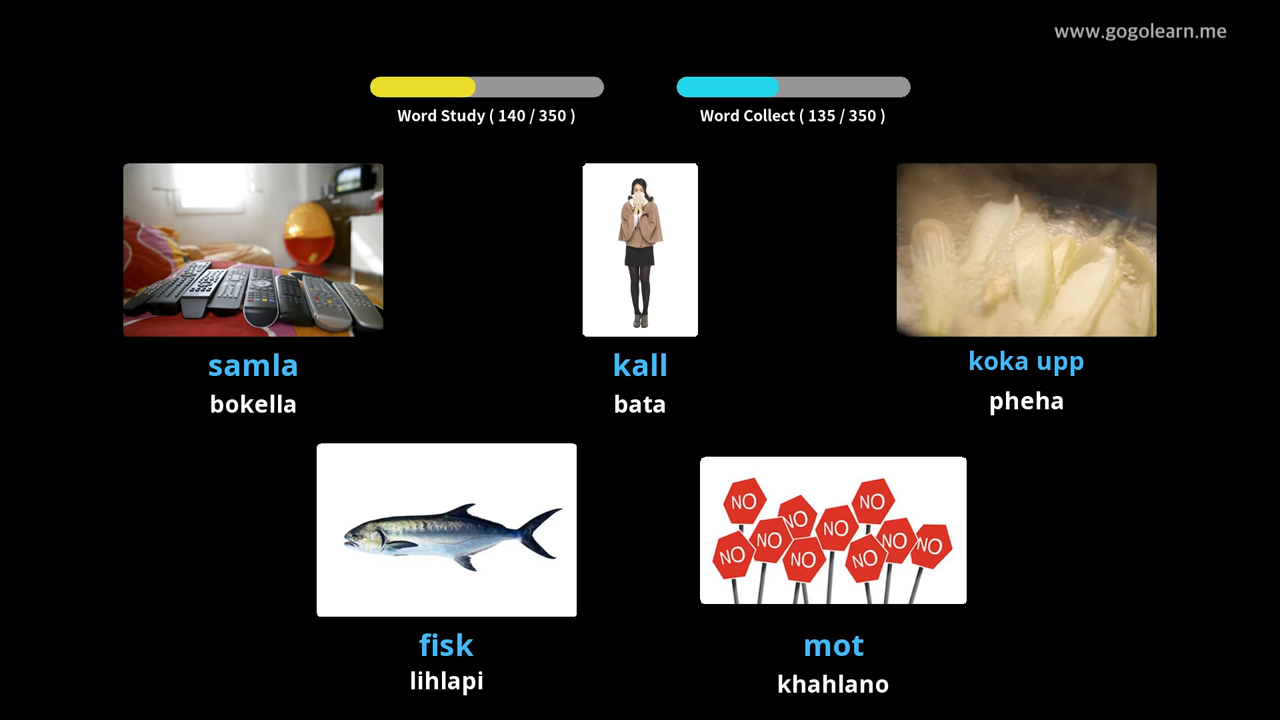 www.gogolearn.me
Word Study ( 140 / 350 )
Word Collect ( 135 / 350 )
samla
bokella
kall
bata
koka upp
pheha
fisk
lihlapi
NO
NO
NO
NO
NO
NO
NO
NO
NO
NO
mot
khahlano